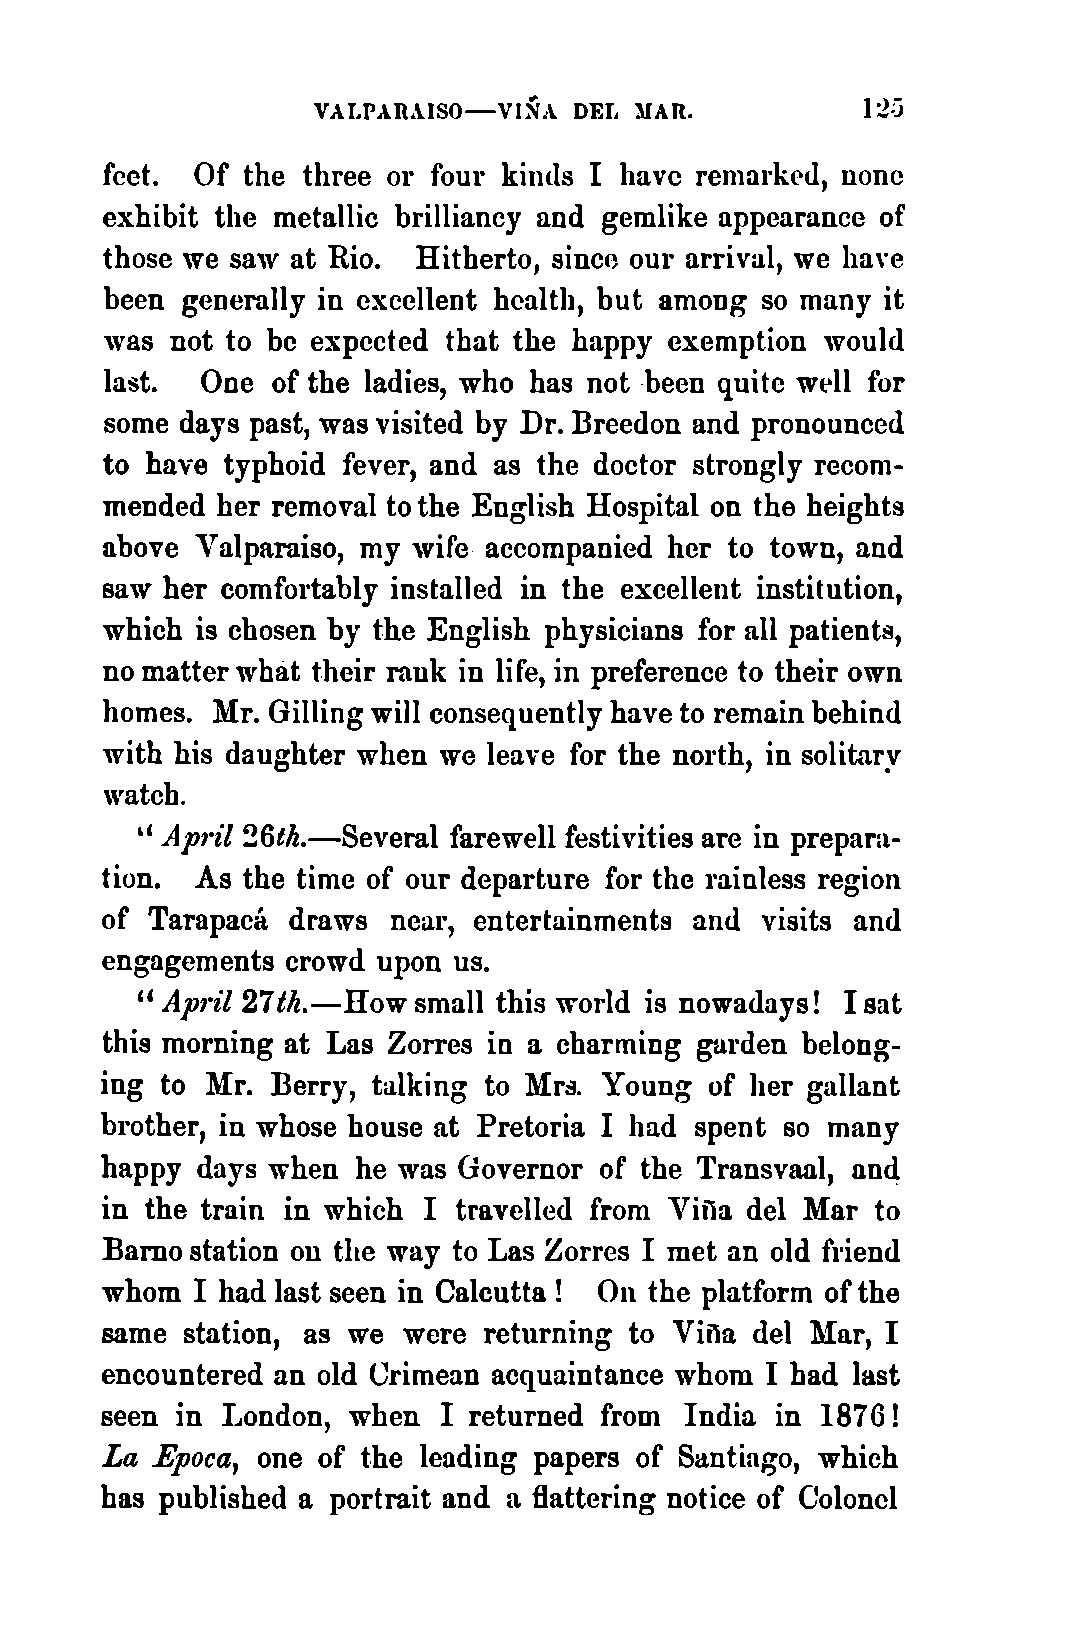 VALPARAISO—VIÑA DEL MAR. 125
feet. Of the three or four kinds I have remarked, none
exhibit the metallic brilliancy and gemlike appearance of
those we saw at Rio. Hitherto, since our arrival, we have
been generally in excellent health, but among so many it
was not to be expected that the happy exemption would
last. One of the ladies, who has not been quite well for
some days past, was visited by Dr. Breedon and pronounced
to have typhoid fever, and as the doctor strongly recom-
mended her removal to the English Hospital on the heights
above Valparaiso, my wife accompanied her to town, and
saw her comfortably installed in the excellent institution,
which is chosen by the English physicians for all patients,
no matter what their rank in life, in preference to their own
homes. Mr. Gilling will consequently have to remain behind
with his daughter when we leave for the north, in solitary
watch.
" April 26th.—Several farewell festivities are in prepara-
tion. As the time of our departure for the rainless region
of Tarapacá draws near, entertainments and visits and
engagements crowd upon us.
" April 27th.—How small this world is nowadays! I sat
this morning at Las Zorres in a charming garden belong-
ing to Mr. Berry, talking to Mrs. Young of her gallant
brother, in whose house at Pretoria I had spent so many
happy days when he was Governor of the Transvaal, and
in the train in which I travelled from Viña del Mar to
Barno station on the way to Las Zorres I met an old friend
whom I had last seen in Calcutta! On the platform of the
same station, as we were returning to Viña del Mar, I
encountered an old Crimean acquaintance whom I had last
seen in London, when I returned from India in 1876!
La Epoca, one of the leading papers of Santiago, which
has published a portrait and a flattering notice of Colonel